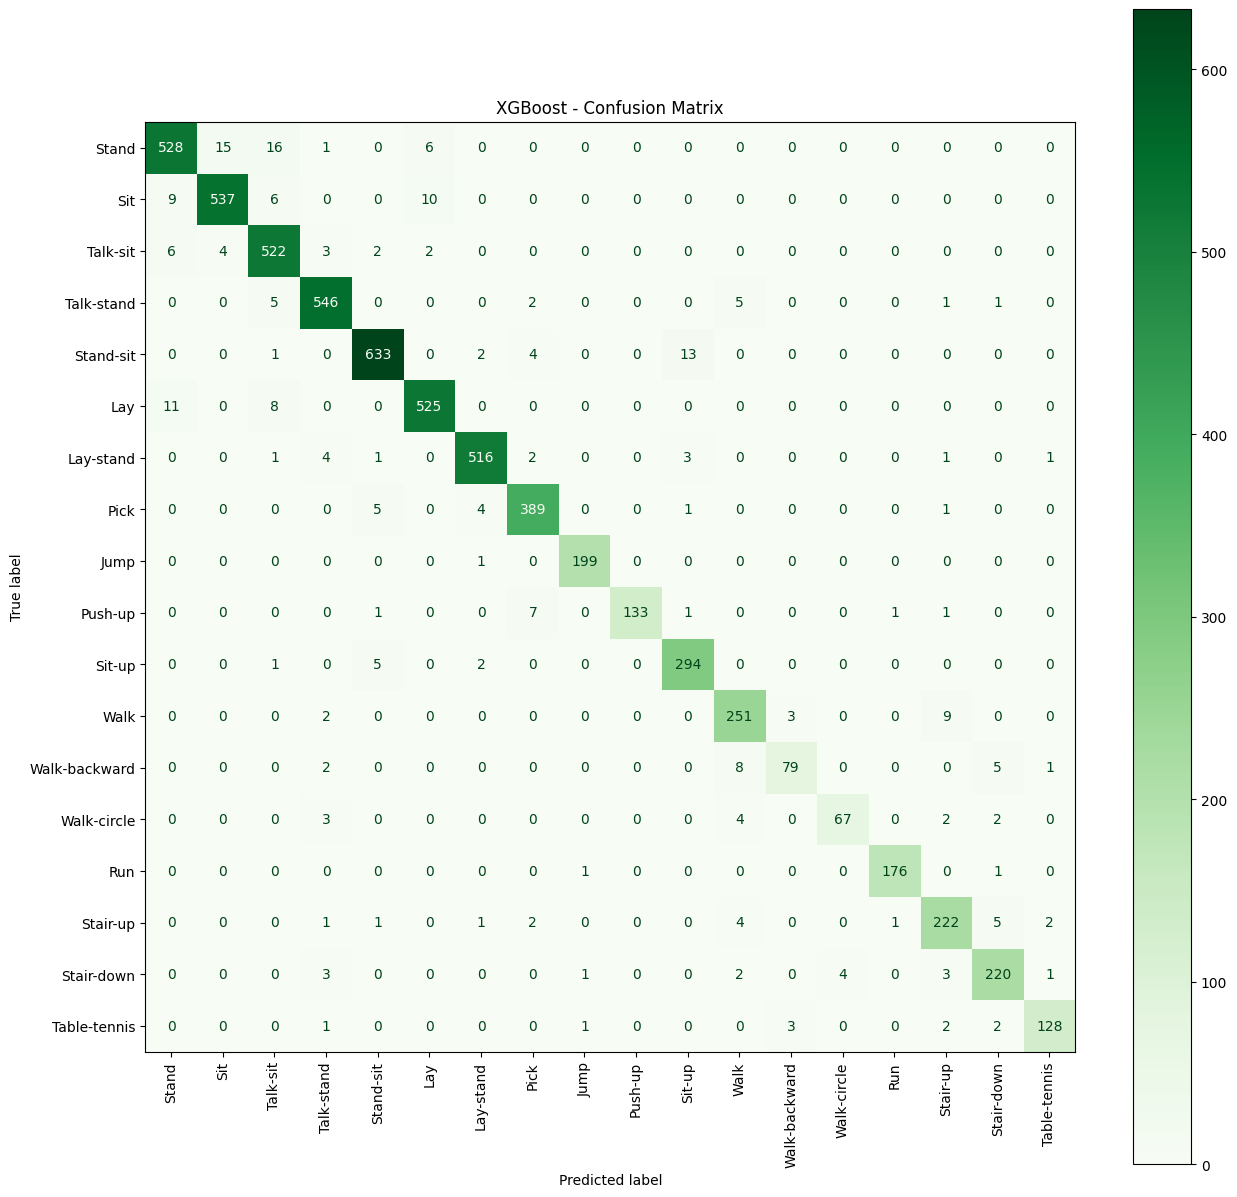 XGBoost - Confusion Matrix
Stand 528 15 16 1 0 6 0 0 0 0 0 0 0 0 0 0 0 0
Sit 9 537 6 0 0 10 0 0 0 0 0 0 0 0 0 0 0 0
Talk-sit 6 4 522 3 2 2 0 0 0 0 0 0 0 0 0 0 0 0
Talk-stand 0 0 5 546 0 0 2 0 0 0 0 5 0 0 0 1 1 0
Stand-sit 0 0 1 0 633 0 2 4 0 0 13 0 0 0 0 0 0 0
Lay 11 0 8 0 0 525 0 0 0 0 0 0 0 0 0 0 0 0
Lay-stand 0 0 1 4 1 0 516 2 0 0 3 0 0 0 0 1 0 1
Pick 0 0 0 0 5 0 4 389 0 0 1 0 0 0 0 1 0 0
Jump 0 0 0 0 0 0 1 0 199 0 0 0 0 0 0 0 0 0
Push-up 0 0 0 0 1 0 0 7 0 133 1 0 0 0 1 1 0 0
Sit-up 0 0 1 0 5 0 2 0 0 0 294 0 0 0 0 0 0 0
Walk 0 0 2 0 0 0 0 0 0 0 0 251 3 0 0 9 0 0
Walk-backward 0 0 2 0 0 0 0 0 0 0 0 8 79 0 0 0 5 1
Walk-circle 0 0 0 3 0 0 0 0 0 0 0 4 0 67 0 2 2 0
Run 0 0 0 0 0 0 0 0 1 0 0 0 0 0 176 0 1 0
Stair-up 0 0 0 1 1 0 1 2 0 0 0 4 0 0 1 222 5 2
Stair-down 0 0 0 3 0 0 0 0 1 0 0 2 0 4 0 3 220 1
Table-tennis 0 0 0 1 0 0 0 0 1 0 0 0 3 0 0 2 2 128
Stand Sit Talk-sit Talk-stand Stand-sit Lay Lay-stand Pick Jump Push-up Sit-up Walk Walk-backward Walk-circle Run Stair-up Stair-down Table-tennis
Predicted label
True label
600
500
400
300
200
100
0